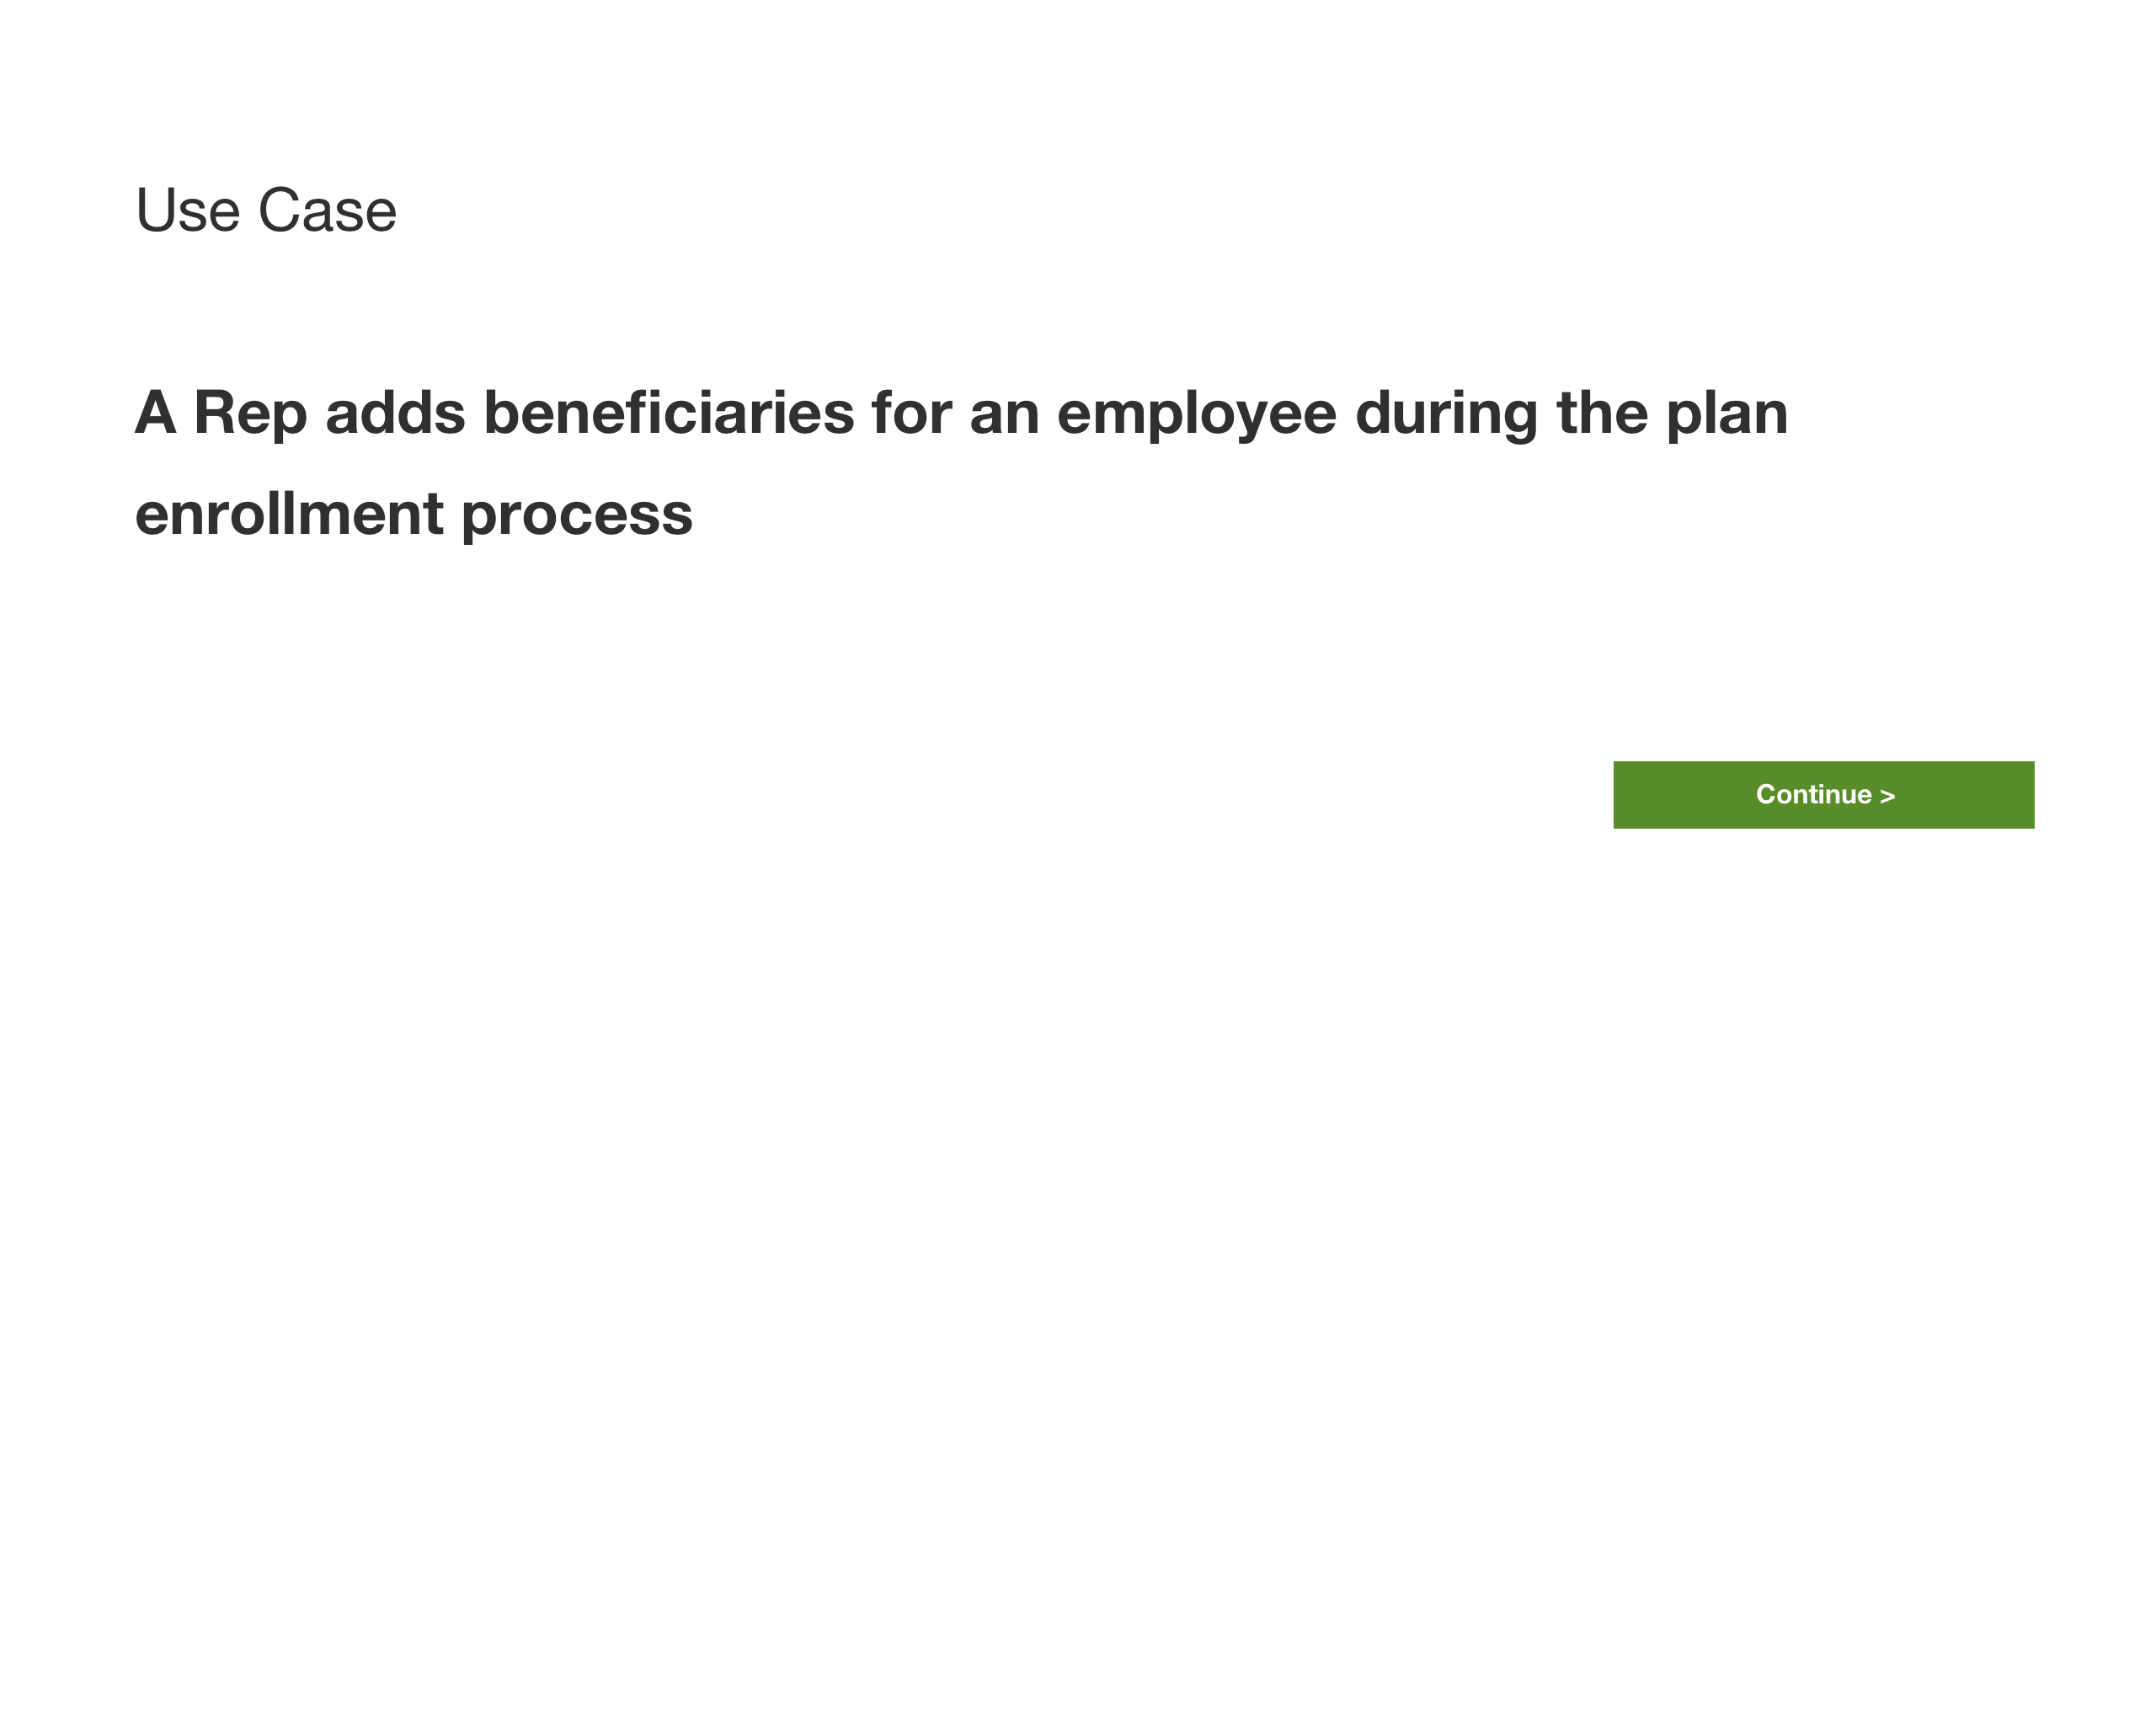 Use Case
A Rep adds beneficiaries for an employee during the plan
enrollment process
Continue >